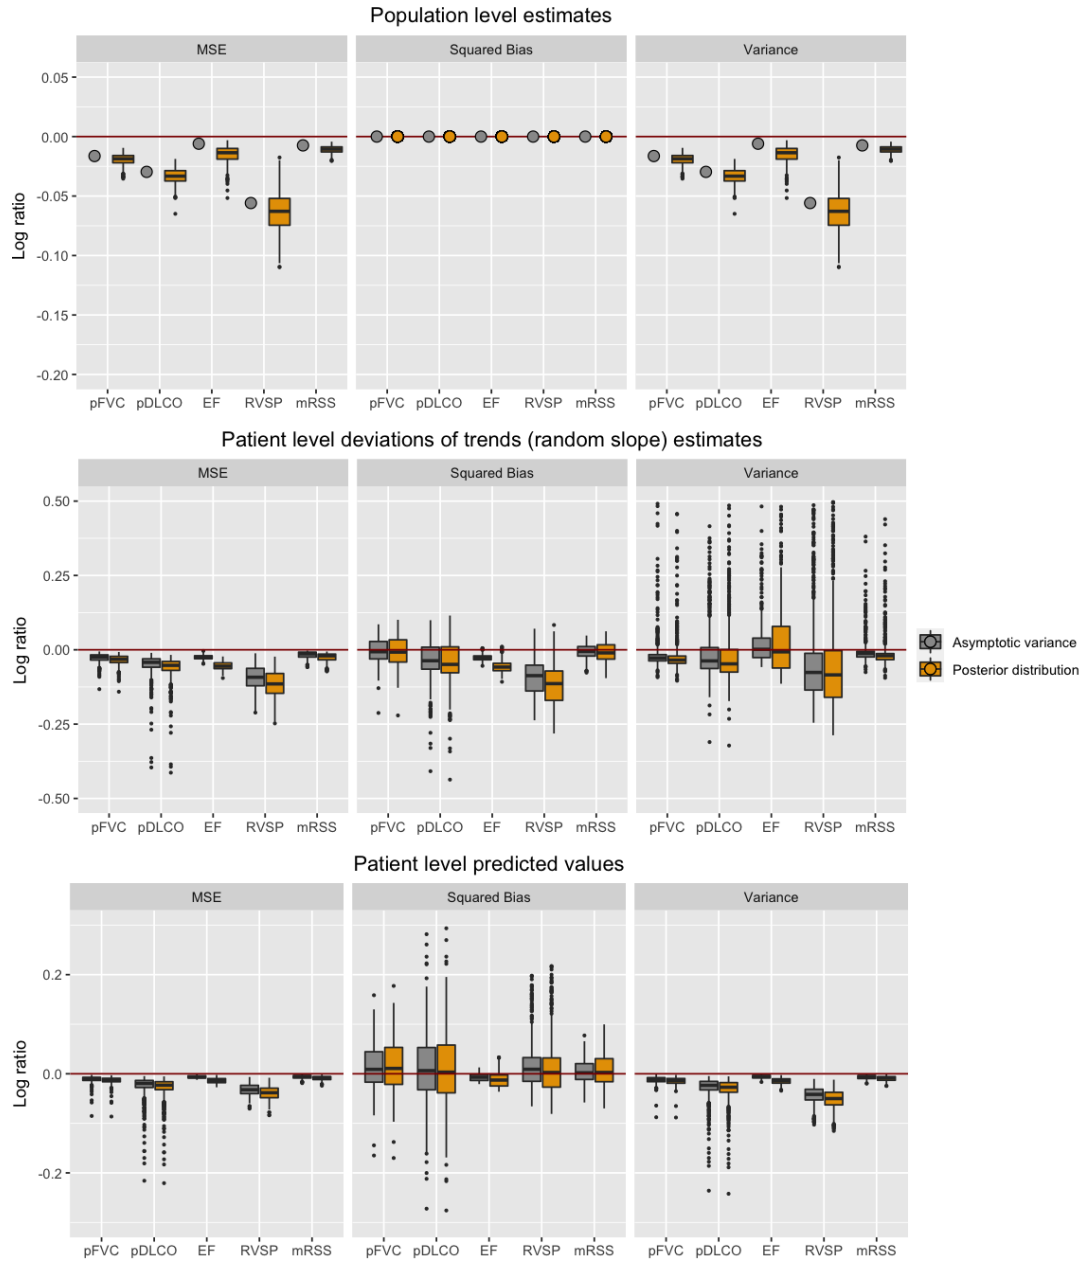 Population level estimates
MSE Squared Bias Variance
Log ratio
0.05
0.00
-0.05
-0.10
-0.15
-0.20
pFVC pDLCO EF RVSP mRSS pFVC pDLCO EF RVSP mRSS pFVC pDLCO EF RVSP mRSS
Patient level deviations of trends (random slope) estimates
MSE Squared Bias Variance
Log ratio
0.50
0.25
0.00
-0.25
-0.50
pFVC pDLCO EF RVSP mRSS pFVC pDLCO EF RVSP mRSS pFVC pDLCO EF RVSP mRSS
Asymptotic variance
Posterior distribution
Patient level predicted values
MSE Squared Bias Variance
Log ratio
0.2
0.0
-0.2
pFVC pDLCO EF RVSP mRSS pFVC pDLCO EF RVSP mRSS pFVC pDLCO EF RVSP mRSS